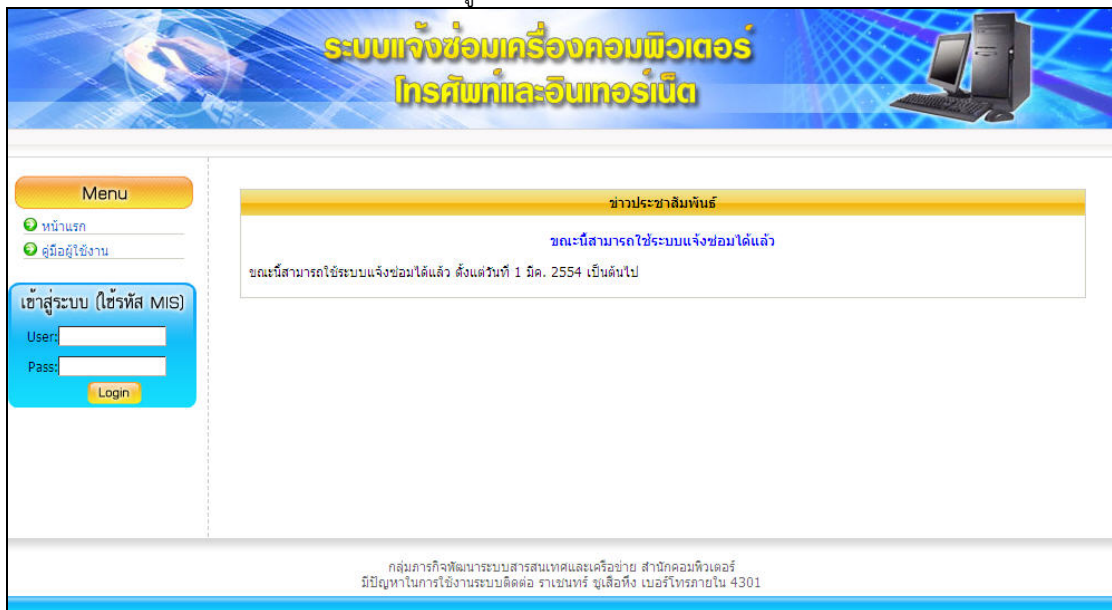 ระบบแจ้งซ่อมเครื่องคอมพิวเตอร์
โทรศัพท์และอินเทอร์เน็ต
Menu
หน้าแรก
คู่มือผู้ใช้งาน
เข้าสู่ระบบ (ใช้รหัส MIS)
User:
Pass:
Login
ข่าวประชาสัมพันธ์
ขณะนี้สามารถใช้ระบบแจ้งซ่อมได้แล้ว
ขณะนี้สามารถใช้ระบบแจ้งซ่อมได้แล้ว ตั้งแต่วันที่ 1 มิค. 2554 เป็นต้นไป
กลุ่มภารกิจพัฒนาระบบสารสนเทศและเครือข่าย สำนักคอมพิวเตอร์
มีปัญหาในการใช้งานระบบติดต่อ ราเชนทร์ ชูเสือหึง เบอร์โทรภายใน 4301